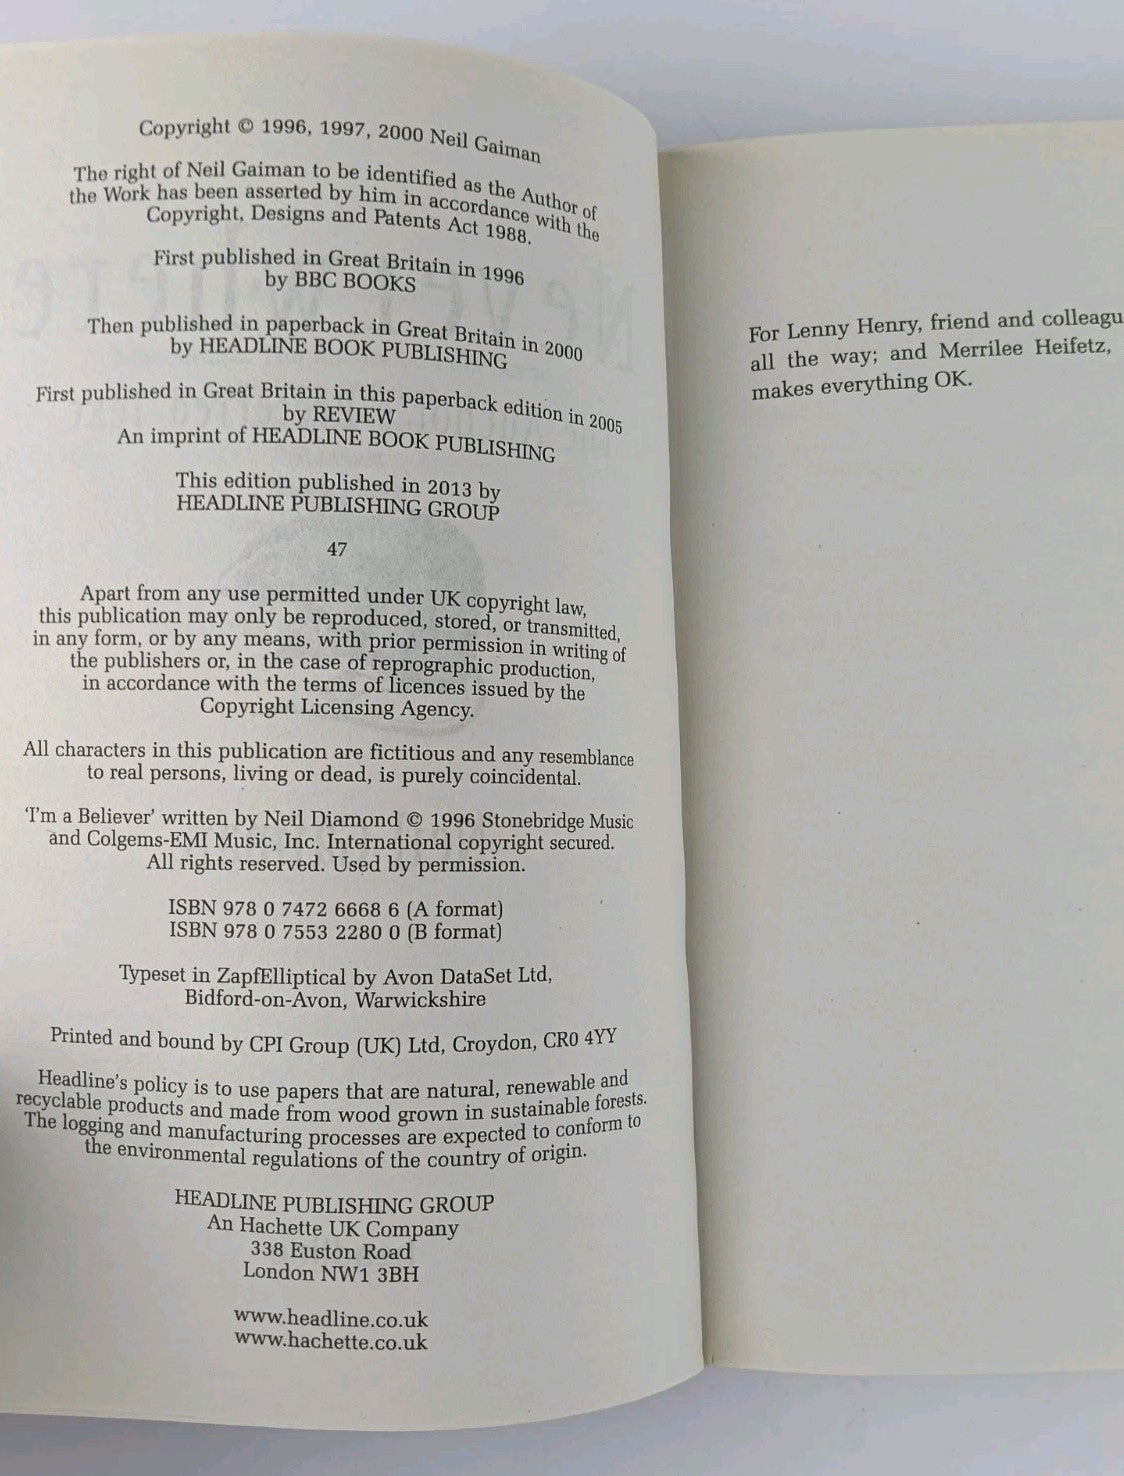 Copyright © 1996, 1997, 2000 Neil Gaiman
The right of Neil Gaiman to be identified as the Author of
the Work has been asserted by him in accordance with the
Copyright, Designs and Patents Act 1988.
First published in Great Britain in 1996
by BBC BOOKS
Then published in paperback in Great Britain in 2000
by HEADLINE BOOK PUBLISHING
First published in Great Britain in this paperback edition in 2005
by REVIEW
An imprint of HEADLINE BOOK PUBLISHING
This edition published in 2013 by
HEADLINE PUBLISHING GROUP
47
Apart from any use permitted under UK copyright law,
this publication may only be reproduced, stored, or transmitted,
in any form, or by any means, with prior permission in writing of
the publishers or, in the case of reprographic production,
in accordance with the terms of licences issued by the
Copyright Licensing Agency.
All characters in this publication are fictitious and any resemblance
to real persons, living or dead, is purely coincidental.
‘I’m a Believer’ written by Neil Diamond © 1996 Stonebridge Music
and Colgems-EMI Music, Inc. International copyright secured.
All rights reserved. Used by permission.
ISBN 978 0 7472 6668 6 (A format)
ISBN 978 0 7553 2280 0 (B format)
Typeset in ZapfElliptical by Avon DataSet Ltd,
Bidford-on-Avon, Warwickshire
Printed and bound by CPI Group (UK) Ltd, Croydon, CR0 4YY
Headline’s policy is to use papers that are natural, renewable and
recyclable products and made from wood grown in sustainable forests.
The logging and manufacturing processes are expected to conform to
the environmental regulations of the country of origin.
HEADLINE PUBLISHING GROUP
An Hachette UK Company
338 Euston Road
London NW1 3BH
www.headline.co.uk
www.hachette.co.uk
For Lenny Henry, friend and colleagu
all the way; and Merrilee Heifetz,
makes everything OK.